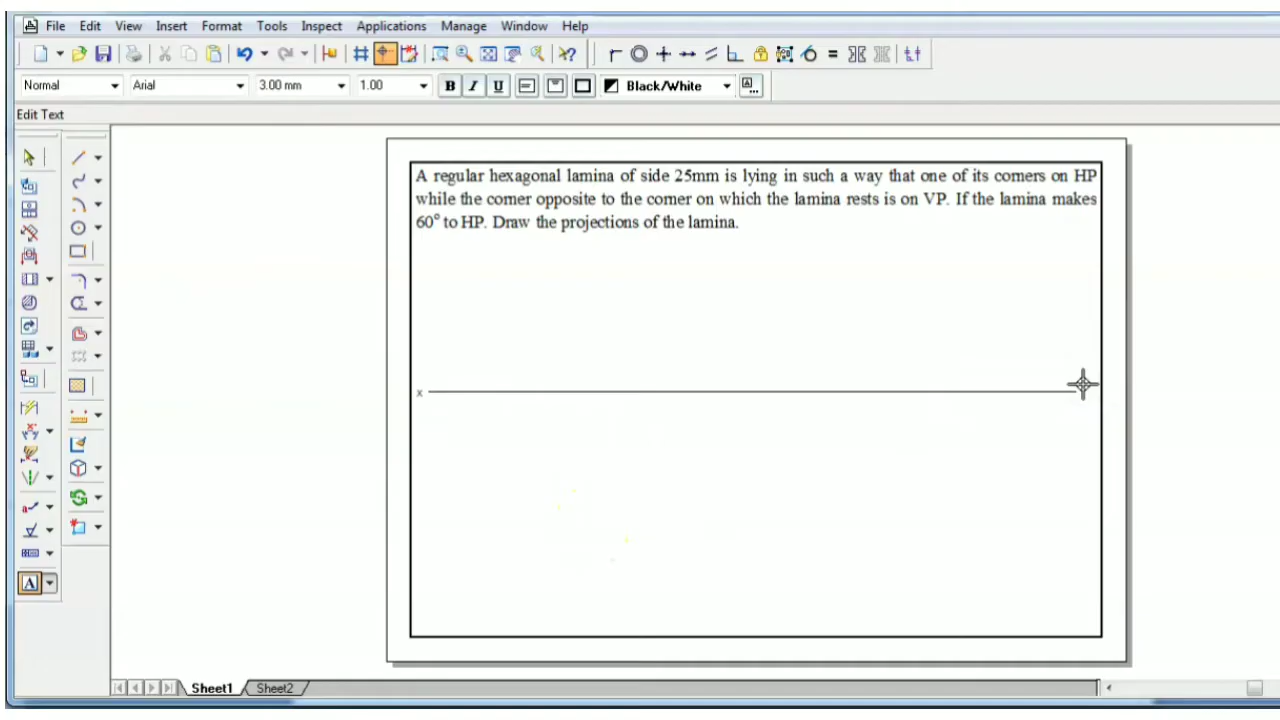 File Edit View Insert Format Tools Inspect Applications Manage Window Help
Normal Arial 3.00 mm 1.00 B I U Black/White
Edit Text
A regular hexagonal lamina of side 25mm is lying in such a way that one of its corners on HP
while the corner opposite to the corner on which the lamina rests is on VP. If the lamina makes
60° to HP. Draw the projections of the lamina.
x
A
Sheet1 Sheet2